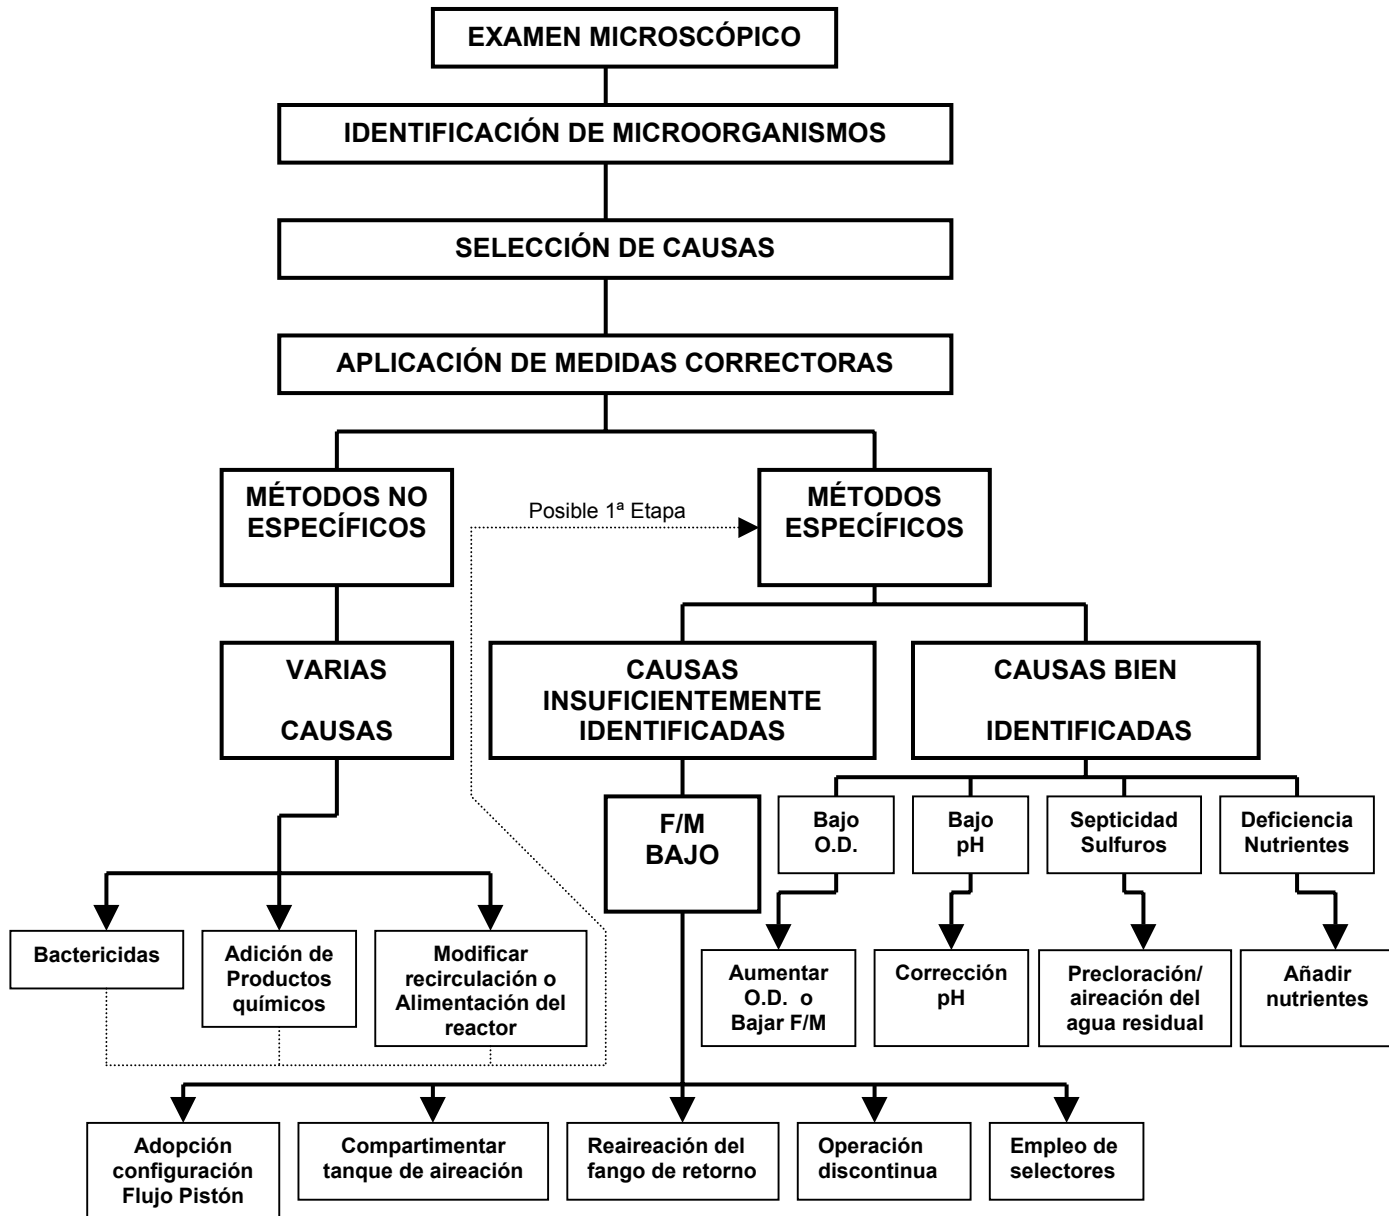 EXAMEN MICROSCÓPICO
IDENTIFICACIÓN DE MICROORGANISMOS
SELECCIÓN DE CAUSAS
APLICACIÓN DE MEDIDAS CORRECTORAS
MÉTODOS NO
ESPECÍFICOS
Posible 1ª Etapa
MÉTODOS
ESPECÍFICOS
VARIAS
CAUSAS
CAUSAS
INSUFICIENTEMENTE
IDENTIFICADAS
CAUSAS BIEN
IDENTIFICADAS
F/M
BAJO
Bajo
O.D.
Bajo
pH
Septicidad
Sulfuros
Deficiencia
Nutrientes
Bactericidas
Adición de
Productos
químicos
Modificar
recirculación o
Alimentación del
reactor
Aumentar
O.D. o
Bajar F/M
Corrección
pH
Precloración/
aireación del
agua residual
Añadir
nutrientes
Adopción
configuración
Flujo Pistón
Compartimentar
tanque de aireación
Reaireación del
fango de retorno
Operación
discontinua
Empleo de
selectores